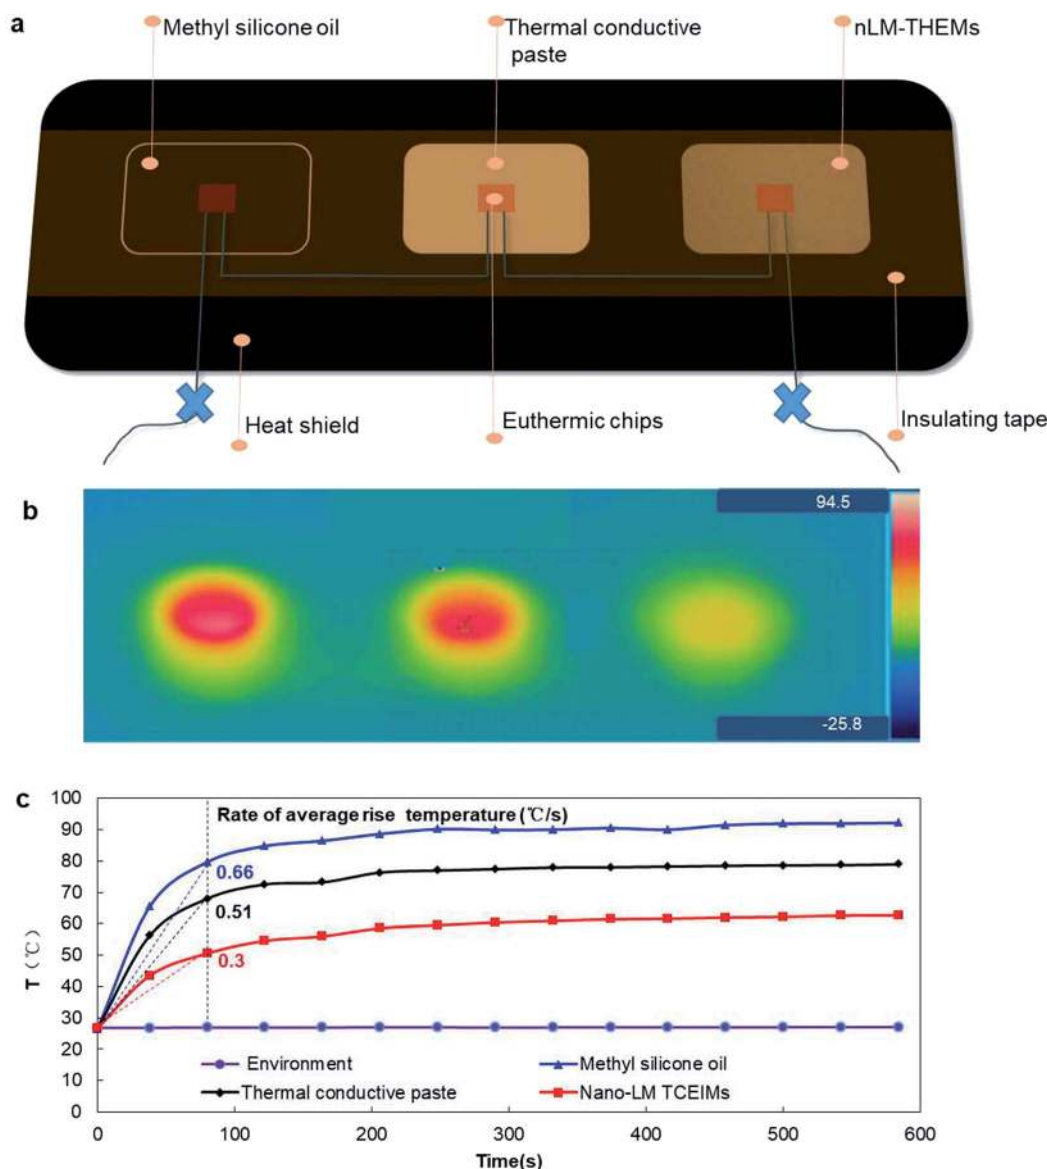 a
Methyl silicone oil
Thermal conductive
paste
nLM-THEMs
Heat shield
Euthermic chips
Insulating tape
b
94.5
-25.8
c
Rate of average rise temperature(℃/s)
0.66
0.51
0.3
T (℃)
100
90
80
70
60
50
40
30
20
10
0
Environment
Methyl silicone oil
Thermal conductive paste
Nano-LM TCEIMs
0
100
200
300
400
500
600
Time(s)